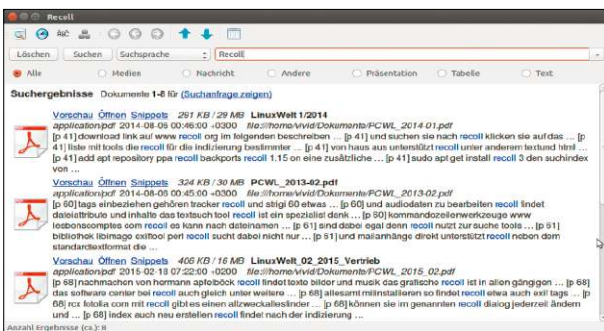 Recoll
Löschen Suchen Suchsprache Recoll
Alle Medien Nachricht Andere Präsentation Tabelle Text
Suchergebnisse Dokumente 1-8 für (Suchanfrage zeigen)
Vorschau Öffnen Snippets 261 KB / 29 MB LinuxWelt 1/2014
application/pdf 2014-08-05 00:46:00 +0300 file:///home/vivid/Dokumente/PCWL_2014-01.pdf
[p 41] download link auf www recoll org im folgenden beschreiben ... [p 41] und suchen sie nach recoll klicken sie auf das ... [p
41] liste mit tools die recoll für die indizierung bestimmter ... [p 41] von haus aus unterstützt recoll unter anderem textund html ...
[p 41] add apt repository ppa recoll backports recoll 1.15 on eine zusätzliche ... [p 41] sudo apt get install recoll 3 den suchindex
von ...
Vorschau Öffnen Snippets 324 KB / 30 MB PCWL_2013-02.pdf
application/pdf 2014-08-05 00:45:00 +0300 file:///home/vivid/Dokumente/PCWL_2013-02.pdf
[p 60] tags einbeziehen gehören tracker recoll und strigi 60 etwas ... [p 60] und audiodaten zu bearbeiten recoll findet
dateiattribute und inhalte das textsuch tool recoll ist ein spezialist denk ... [p 60] kommandozeilenwerkzeuge www
lesbonscomptes com recoll es kann nach dateinamen ... [p 61] sind dabei egal denn recoll nutzt zur suche tools ... [p 61]
bibliothek libimage exiftool perl recoll sucht dabei nicht nur ... [p 61] und mailanhänge direkt unterstützt recoll neben dem
standardtextformat die ...
Vorschau Öffnen Snippets 406 KB / 16 MB LinuxWelt_02_2015_Vertrieb
application/pdf 2015-02-18 07:22:00 +0200 file:///home/vivid/Dokumente/PCWL_2015_02.pdf
[p 68] nachmachen von hermann apfelböck recoll findet texte bilder und musik das grafische recoll ist in allen gängigen ... [p 68]
das software center bei recoll auch gleich unter weitere ... [p 68] allesamt mitinstallieren so findet recoll etwa auch exif tags ... [p
68] rcx fotolia com mit recoll gibt es einen allzweckallesfinder ... [p 68] können sie im genannten recoll dialog jederzeit ändern
und ... [p 68] index auch neu erstellen recoll findet nach der indizierung ...
Anzahl Ergebnisse (ca.): 8